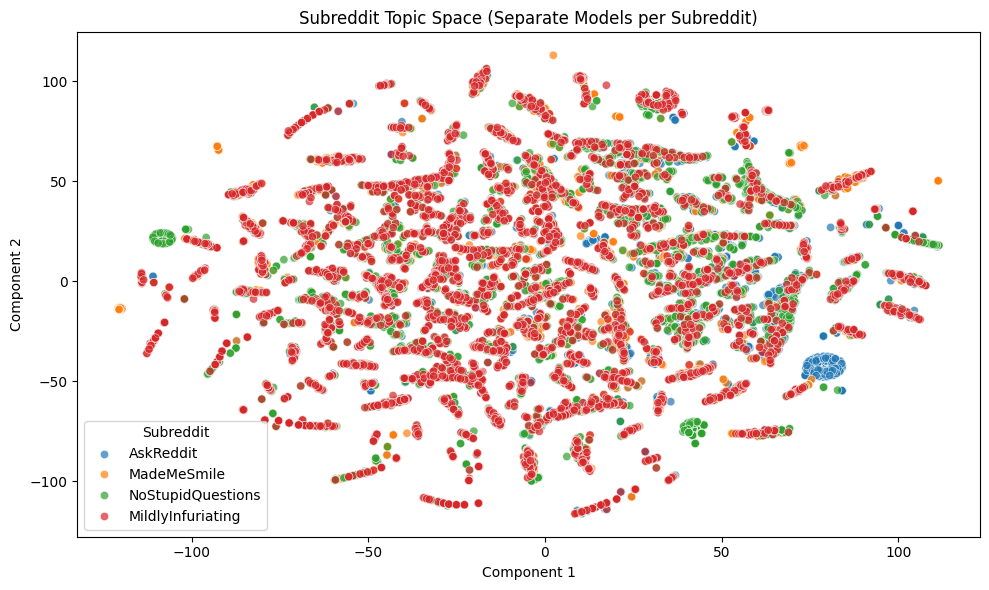 Subreddit Topic Space (Separate Models per Subreddit)
100
50
0
−50
−100
Component 2
Subreddit
AskReddit
MadeMeSmile
NoStupidQuestions
MildlyInfuriating
−100
−50
0
50
100
Component 1